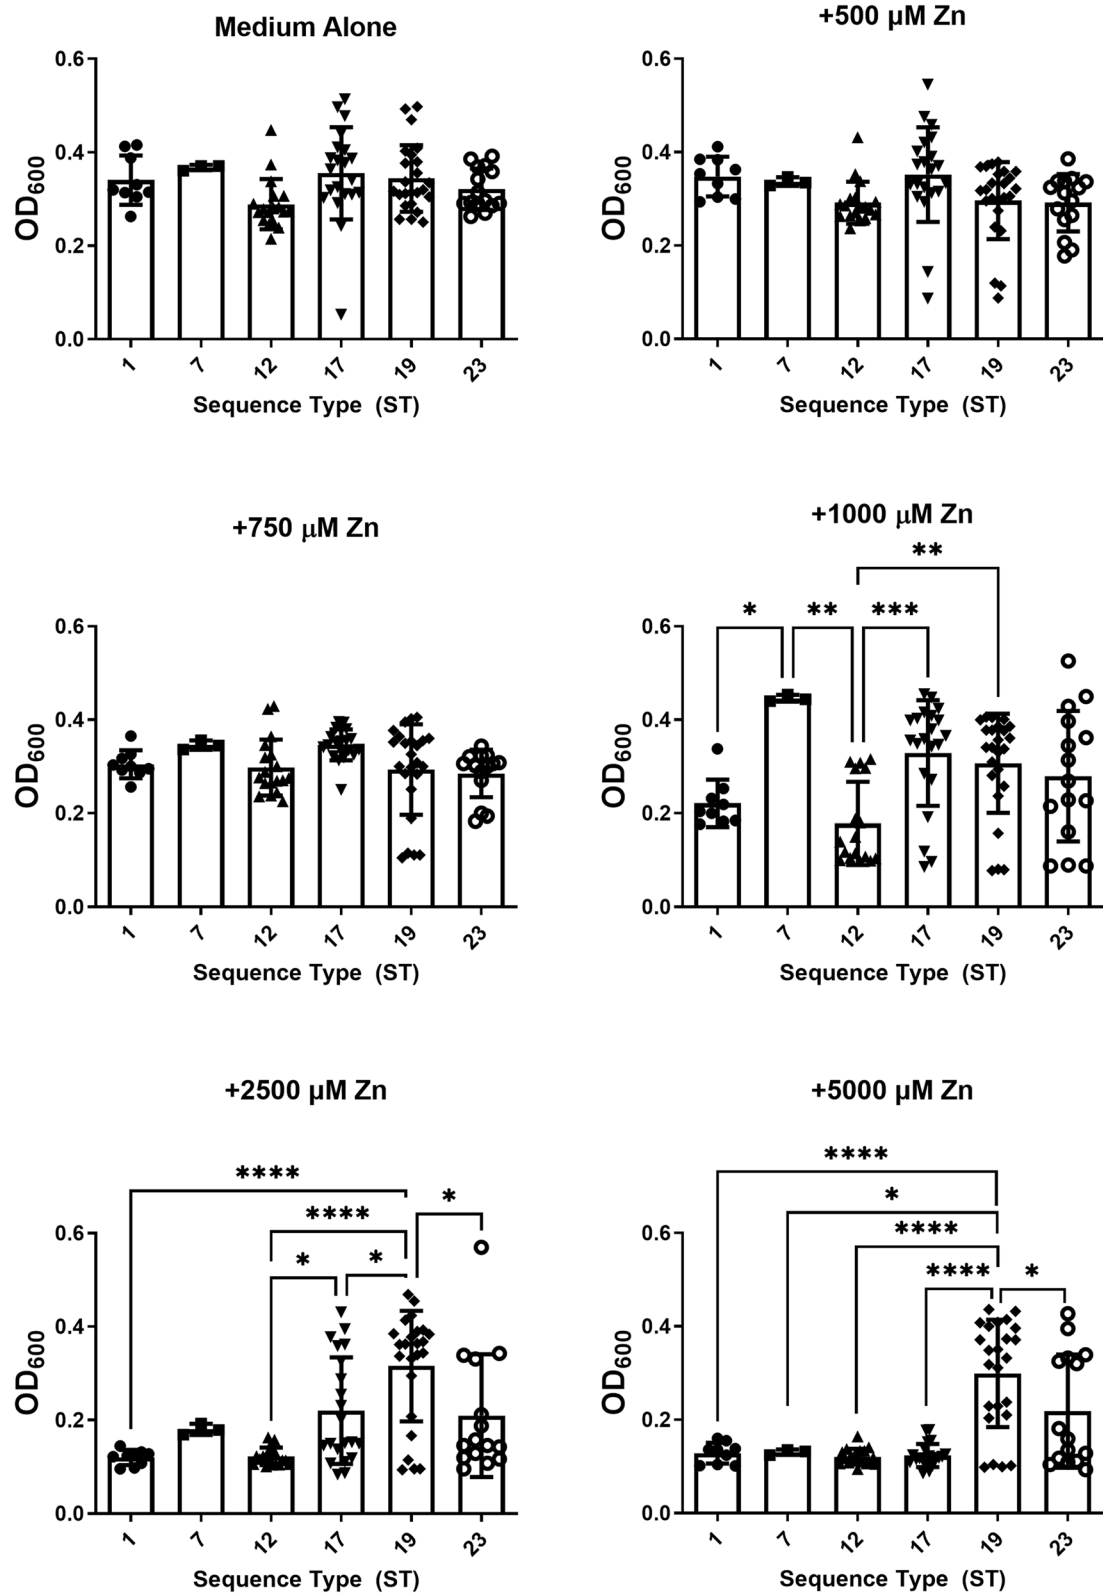 Medium Alone
0.6
0.4
0.2
0.0
OD600
1 7 12 17 19 23
Sequence Type (ST)
+500 µM Zn
0.6
0.4
0.2
0.0
OD600
1 7 12 17 19 23
Sequence Type (ST)
+750 µM Zn
0.6
0.4
0.2
0.0
OD600
1 7 12 17 19 23
Sequence Type (ST)
+1000 µM Zn
**
* ** ***
0.6
0.4
0.2
0.0
OD600
1 7 12 17 19 23
Sequence Type (ST)
+2500 µM Zn
****
*
****
* *
0.6
0.4
0.2
0.0
OD600
1 7 12 17 19 23
Sequence Type (ST)
+5000 µM Zn
****
*
****
**** *
0.6
0.4
0.2
0.0
OD600
1 7 12 17 19 23
Sequence Type (ST)